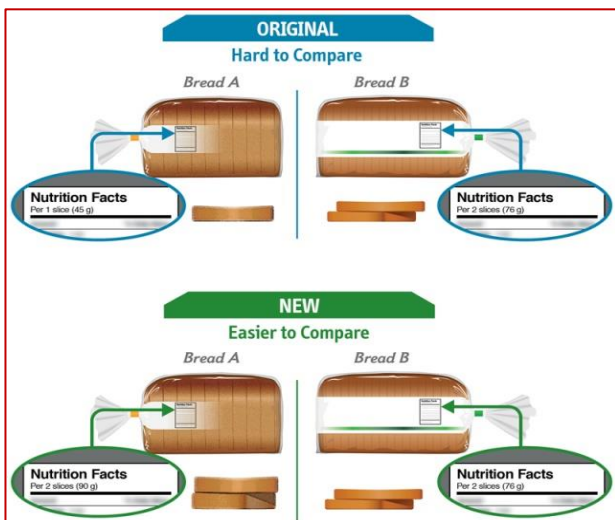 ORIGINAL
Hard to Compare
Bread A
Bread B
Nutrition Facts
Per 1 slice (45 g)
Nutrition Facts
Per 2 slices (76 g)
NEW
Easier to Compare
Bread A
Bread B
Nutrition Facts
Per 2 slices (90 g)
Nutrition Facts
Per 2 slices (76 g)